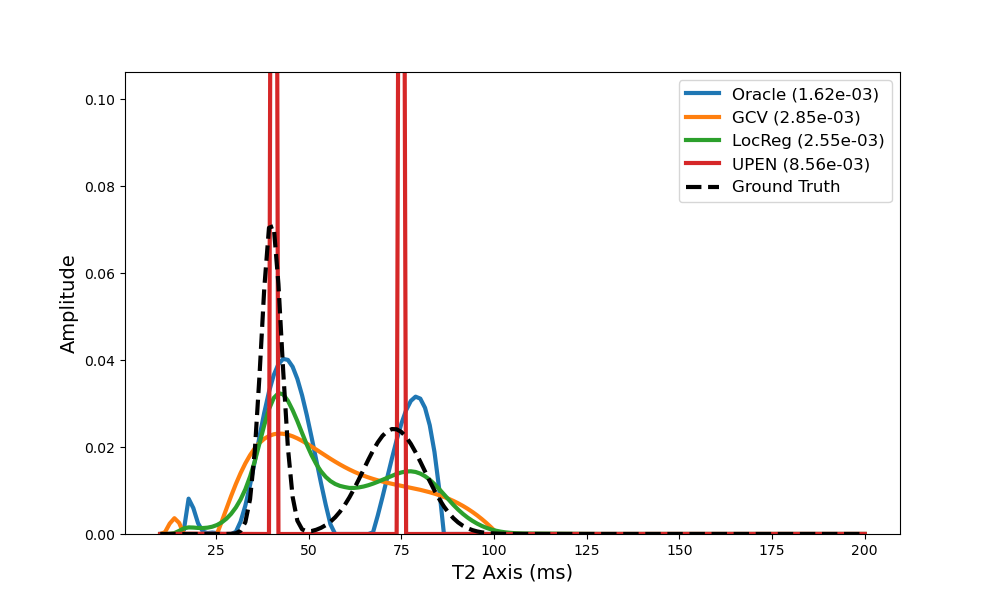 Oracle (1.62e-03)
GCV (2.85e-03)
LocReg (2.55e-03)
UPEN (8.56e-03)
Ground Truth
Amplitude
0.10
0.08
0.06
0.04
0.02
0.00
25 50 75 100 125 150 175 200
T2 Axis (ms)